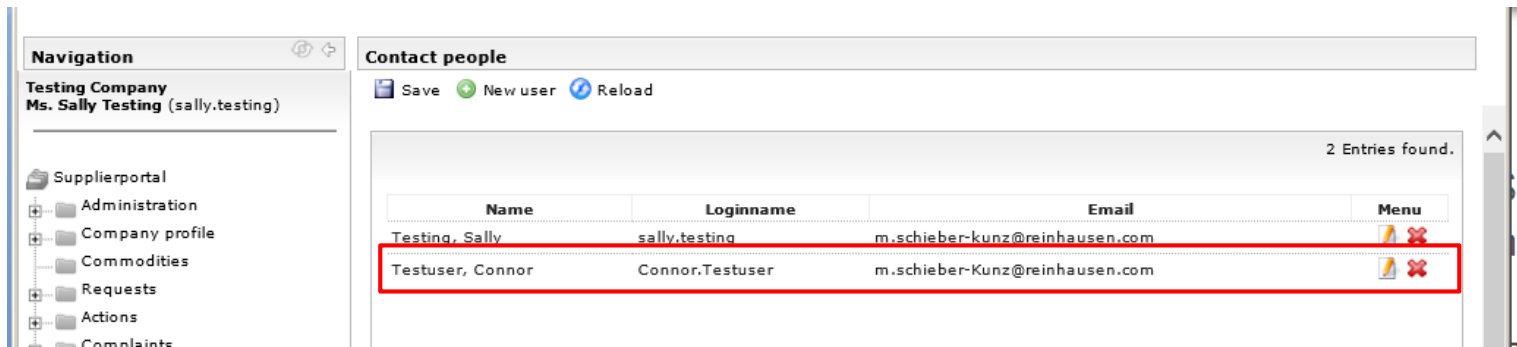 Navigation
Testing Company
Ms. Sally Testing (sally.testing)
Supplierportal
Administration
Company profile
Commodities
Requests
Actions
Complaints
Contact people
Save New user Reload
2 Entries found.
Name Loginname Email Menu
Testing, Sally sally.testing m.schieber-kunz@reinhausen.com
Testuser, Connor Connor.Testuser m.schieber-Kunz@reinhausen.com